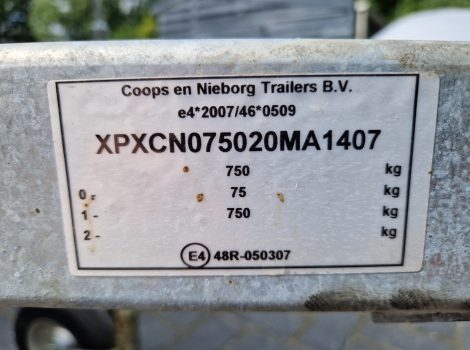 Coops en Nieborg Trailers B.V.
e4*2007/46*0509
XPXCN075020MA1407
750 kg
0- 75 kg
1- 750 kg
2- kg
E4 48R-050307